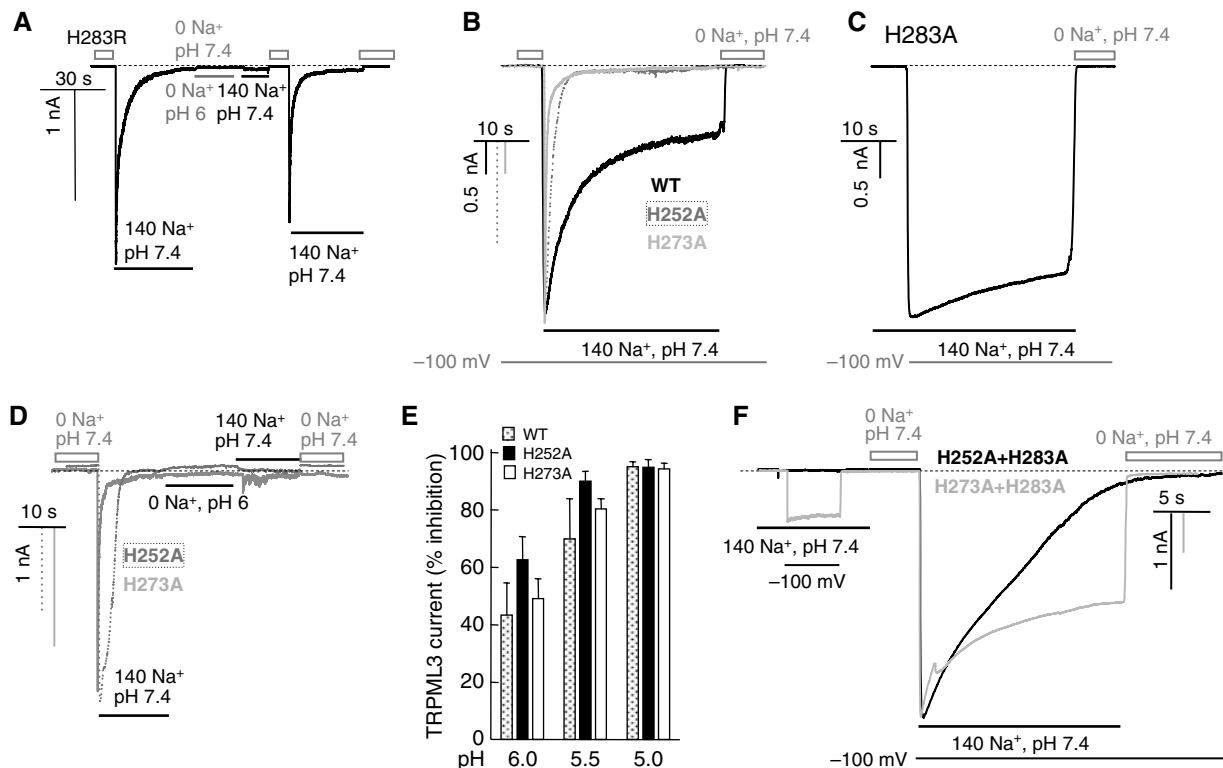 A
H283R
0 Na⁺
pH 7.4
30 s
1 nA
0 Na⁺
pH 6
140 Na⁺
pH 7.4
140 Na⁺
pH 7.4
140 Na⁺
pH 7.4
B
0 Na⁺, pH 7.4
10 s
0.5 nA
WT
H252A
H273A
140 Na⁺, pH 7.4
–100 mV
C
H283A
0 Na⁺, pH 7.4
10 s
0.5 nA
140 Na⁺, pH 7.4
–100 mV
D
0 Na⁺
pH 7.4
140 Na⁺
pH 7.4
0 Na⁺
pH 7.4
0 Na⁺, pH 6
10 s
1 nA
H252A
H273A
140 Na⁺
pH 7.4
E
WT
H252A
H273A
TRPML3 current (% inhibition)
100
80
60
40
20
0
pH 6.0 5.5 5.0
F
0 Na⁺
pH 7.4
0 Na⁺, pH 7.4
H252A+H283A
H273A+H283A
5 s
1 nA
140 Na⁺, pH 7.4
–100 mV
140 Na⁺, pH 7.4
–100 mV